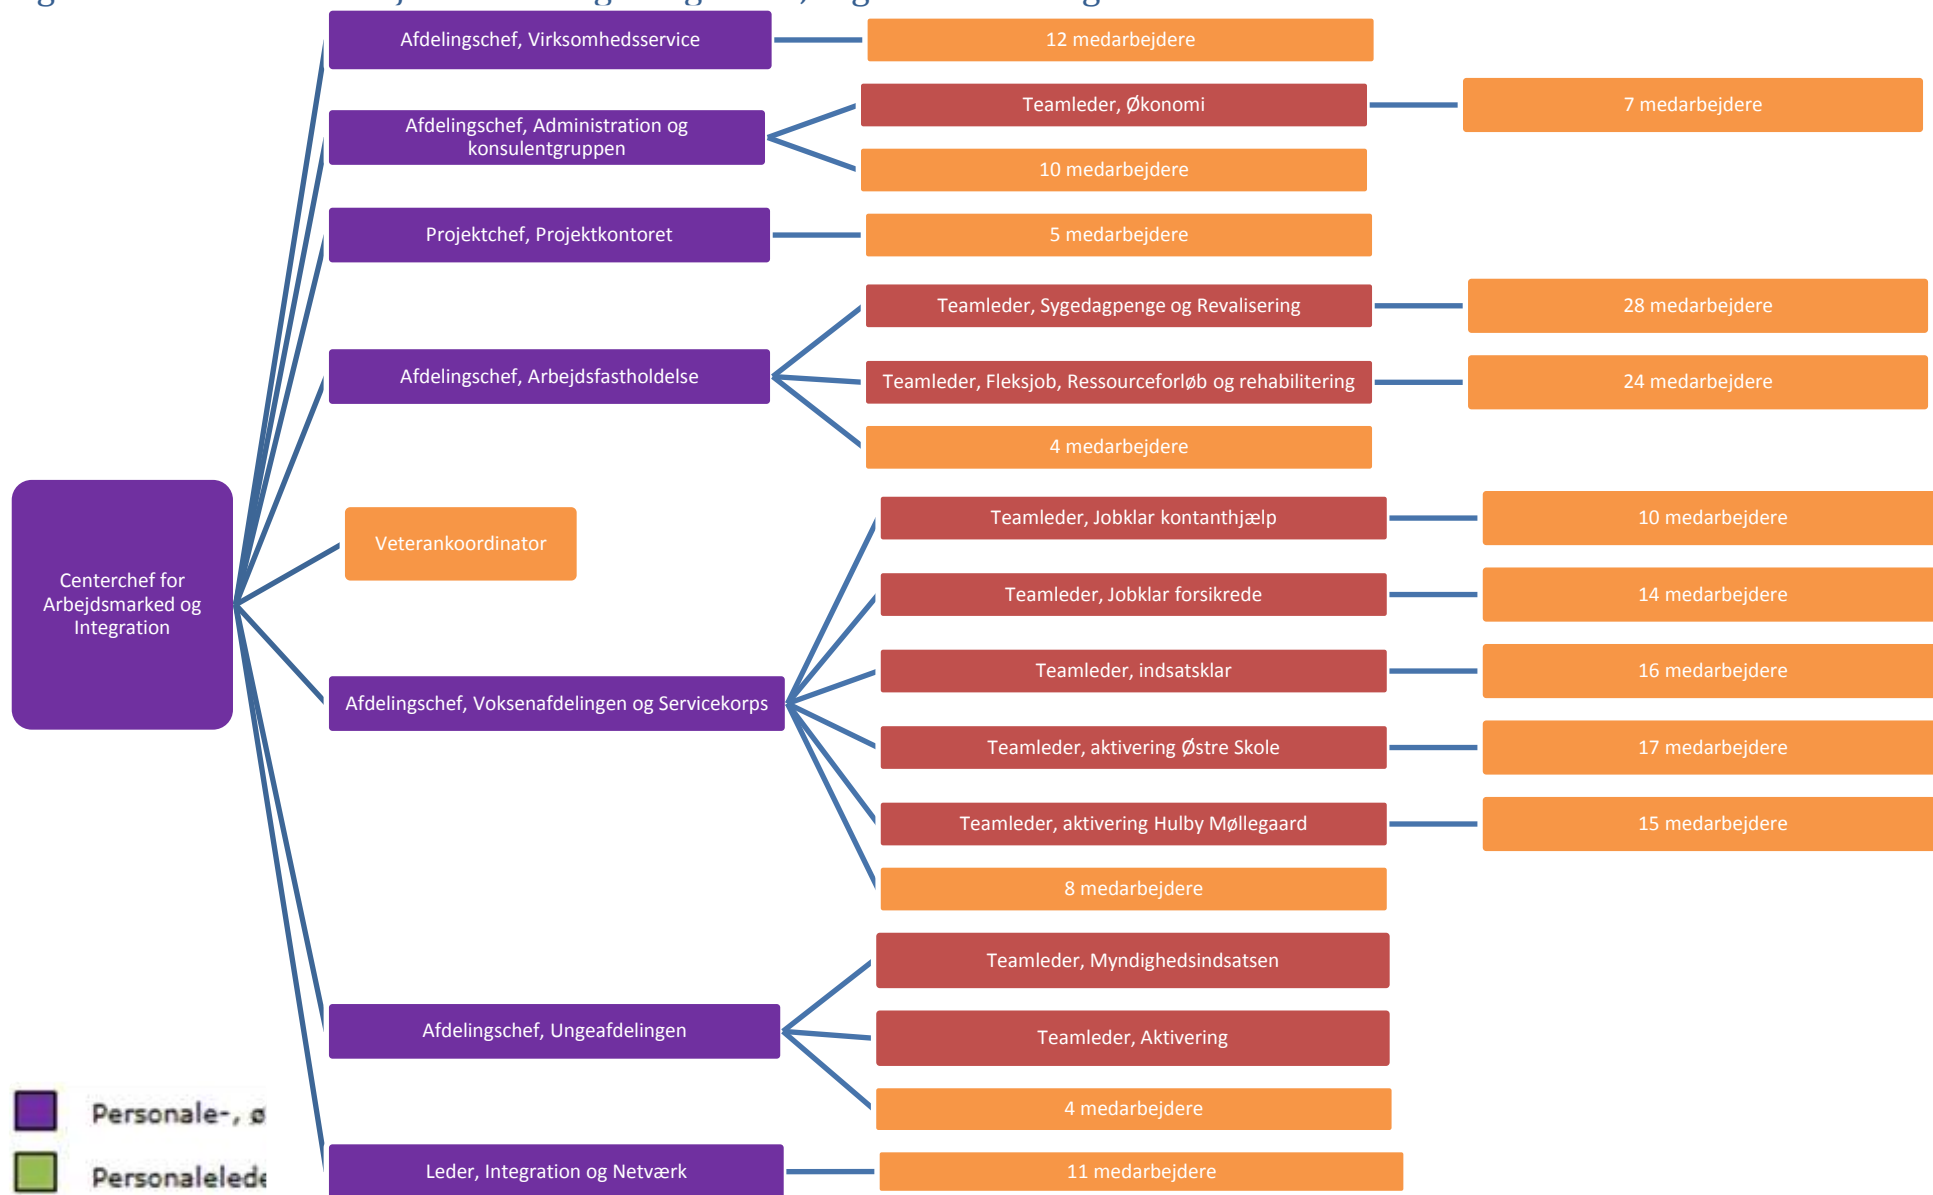 Afdelingschef, Virksomhedsservice
12 medarbejdere
Afdelingschef, Administration og
konsulentgruppen
Teamleder, Økonomi
7 medarbejdere
10 medarbejdere
Projektchef, Projektkontoret
5 medarbejdere
Afdelingschef, Arbejdsfastholdelse
Teamleder, Sygedagpenge og Revalisering
28 medarbejdere
Teamleder, Fleksjob, Ressourceforløb og rehabilitering
24 medarbejdere
4 medarbejdere
Centerchef for
Arbejdsmarked og
Integration
Veterankoordinator
Afdelingschef, Voksenafdelingen og Servicekorps
Teamleder, Jobklar kontanthjælp
10 medarbejdere
Teamleder, Jobklar forsikrede
14 medarbejdere
Teamleder, indsatsklar
16 medarbejdere
Teamleder, aktivering Østre Skole
17 medarbejdere
Teamleder, aktivering Hulby Møllegaard
15 medarbejdere
8 medarbejdere
Afdelingschef, Ungeafdelingen
Teamleder, Myndighedsindsatsen
Teamleder, Aktivering
4 medarbejdere
Leder, Integration og Netværk
11 medarbejdere
Personale-, ø
Personalelede